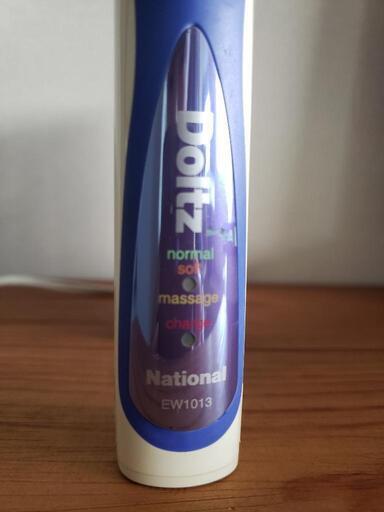 Doltz
normal
soft
massage
charge
National
EW1013